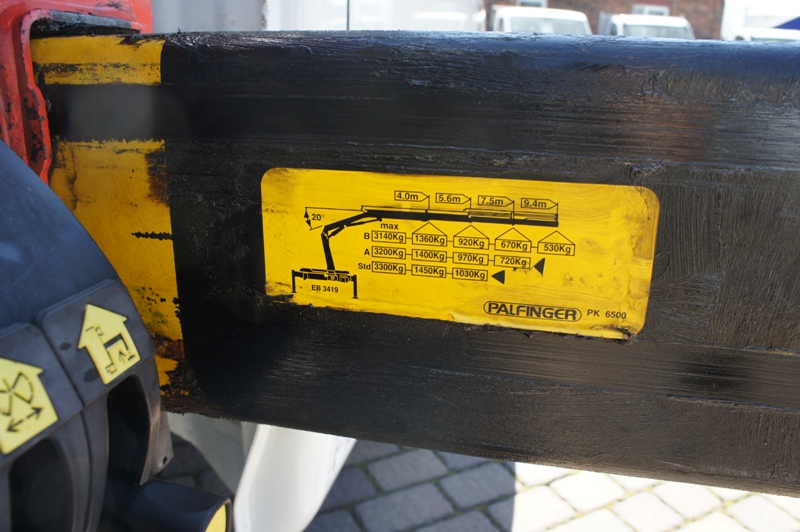 4.0m 5.6m 7.5m 9.4m
20°
max
B 3140Kg 1360Kg 920Kg 670Kg 530Kg
A 3200Kg 1400Kg 970Kg 720Kg
Std 3300Kg 1450Kg 1030Kg
EB 3419
PALFINGER PK 6500